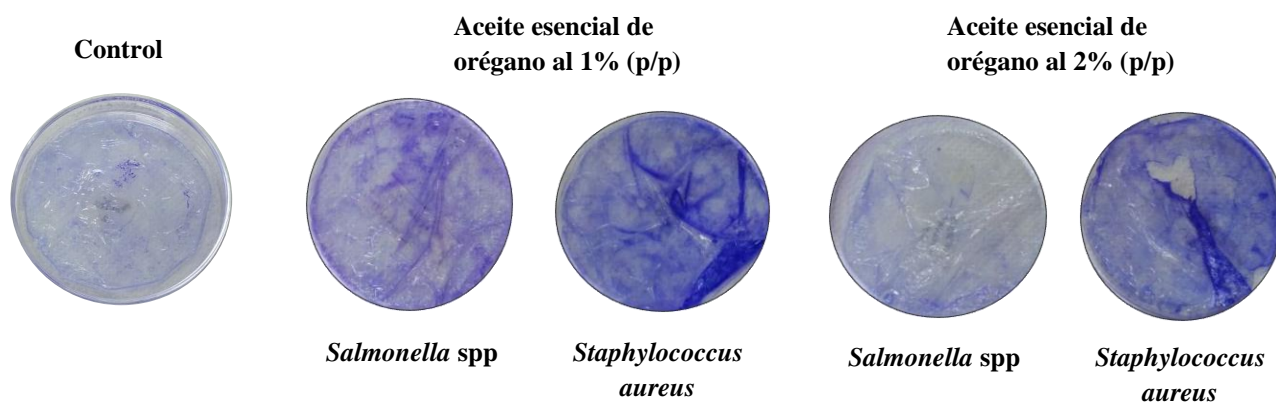 Control
Aceite esencial de
orégano al 1% (p/p)
Aceite esencial de
orégano al 2% (p/p)
Salmonella spp
Staphylococcus
aureus
Salmonella spp
Staphylococcus
aureus